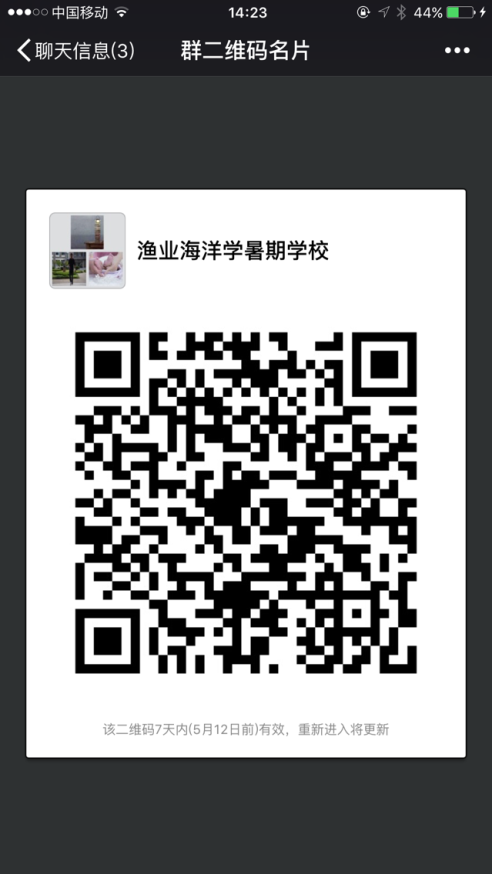 中国移动 14:23 44%
聊天信息(3) 群二维码名片
渔业海洋学暑期学校
该二维码7天内(5月12日前)有效，重新进入将更新